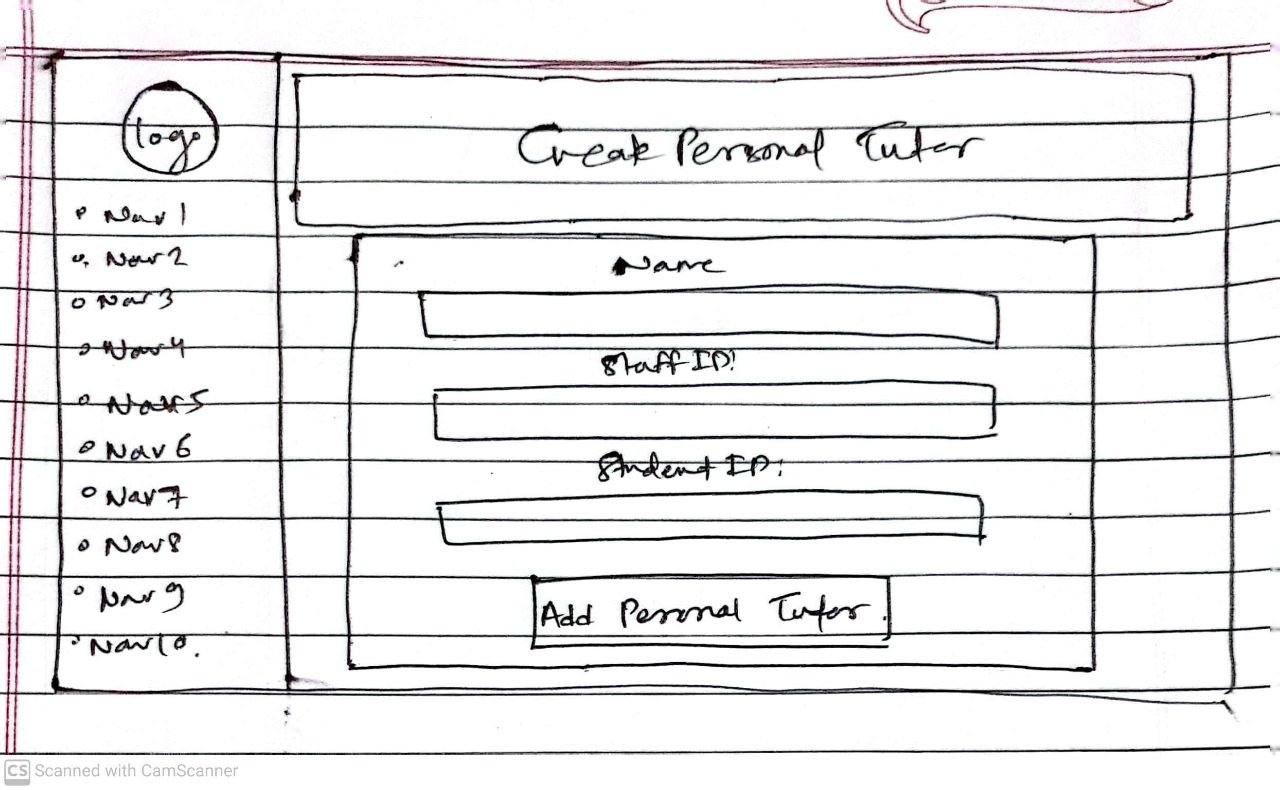 logo
Nav 1
Nav 2
Nav 3
Nav 4
Nav 5
Nav 6
Nav 7
Nav 8
Nav 9
Nav 10.
Create Personal Tutor
Name
Staff ID:
Student ID:
Add Personal Tutor.
CS Scanned with CamScanner